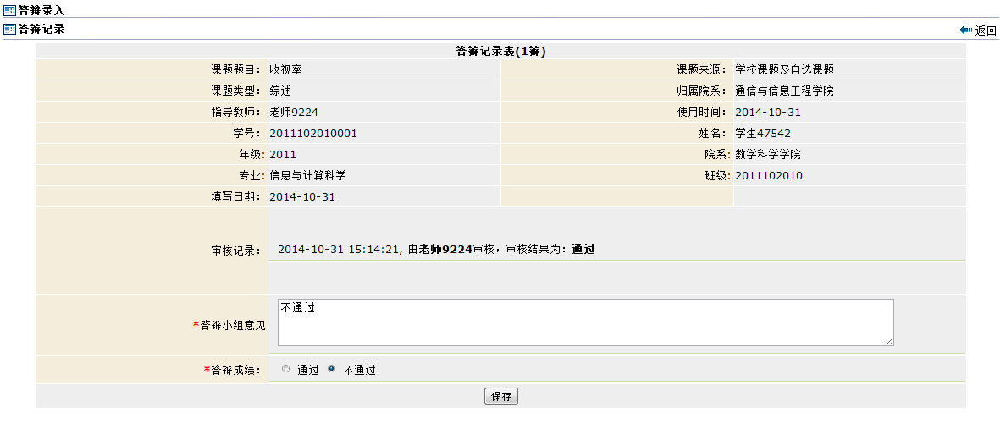 答辩录入
答辩记录 返回
答辩记录表(1辩)
课题题目： 收视率 课题来源： 学校课题及自选课题
课题类型： 综述 归属院系： 通信与信息工程学院
指导教师： 老师9224 使用时间： 2014-10-31
学号： 2011102010001 姓名： 学生47542
年级: 2011 院系: 数学科学学院
专业: 信息与计算科学 班级: 2011102010
填写日期： 2014-10-31
审核记录： 2014-10-31 15:14:21, 由老师9224审核，审核结果为：通过
*答辩小组意见 不通过
*答辩成绩： 通过 不通过
保存